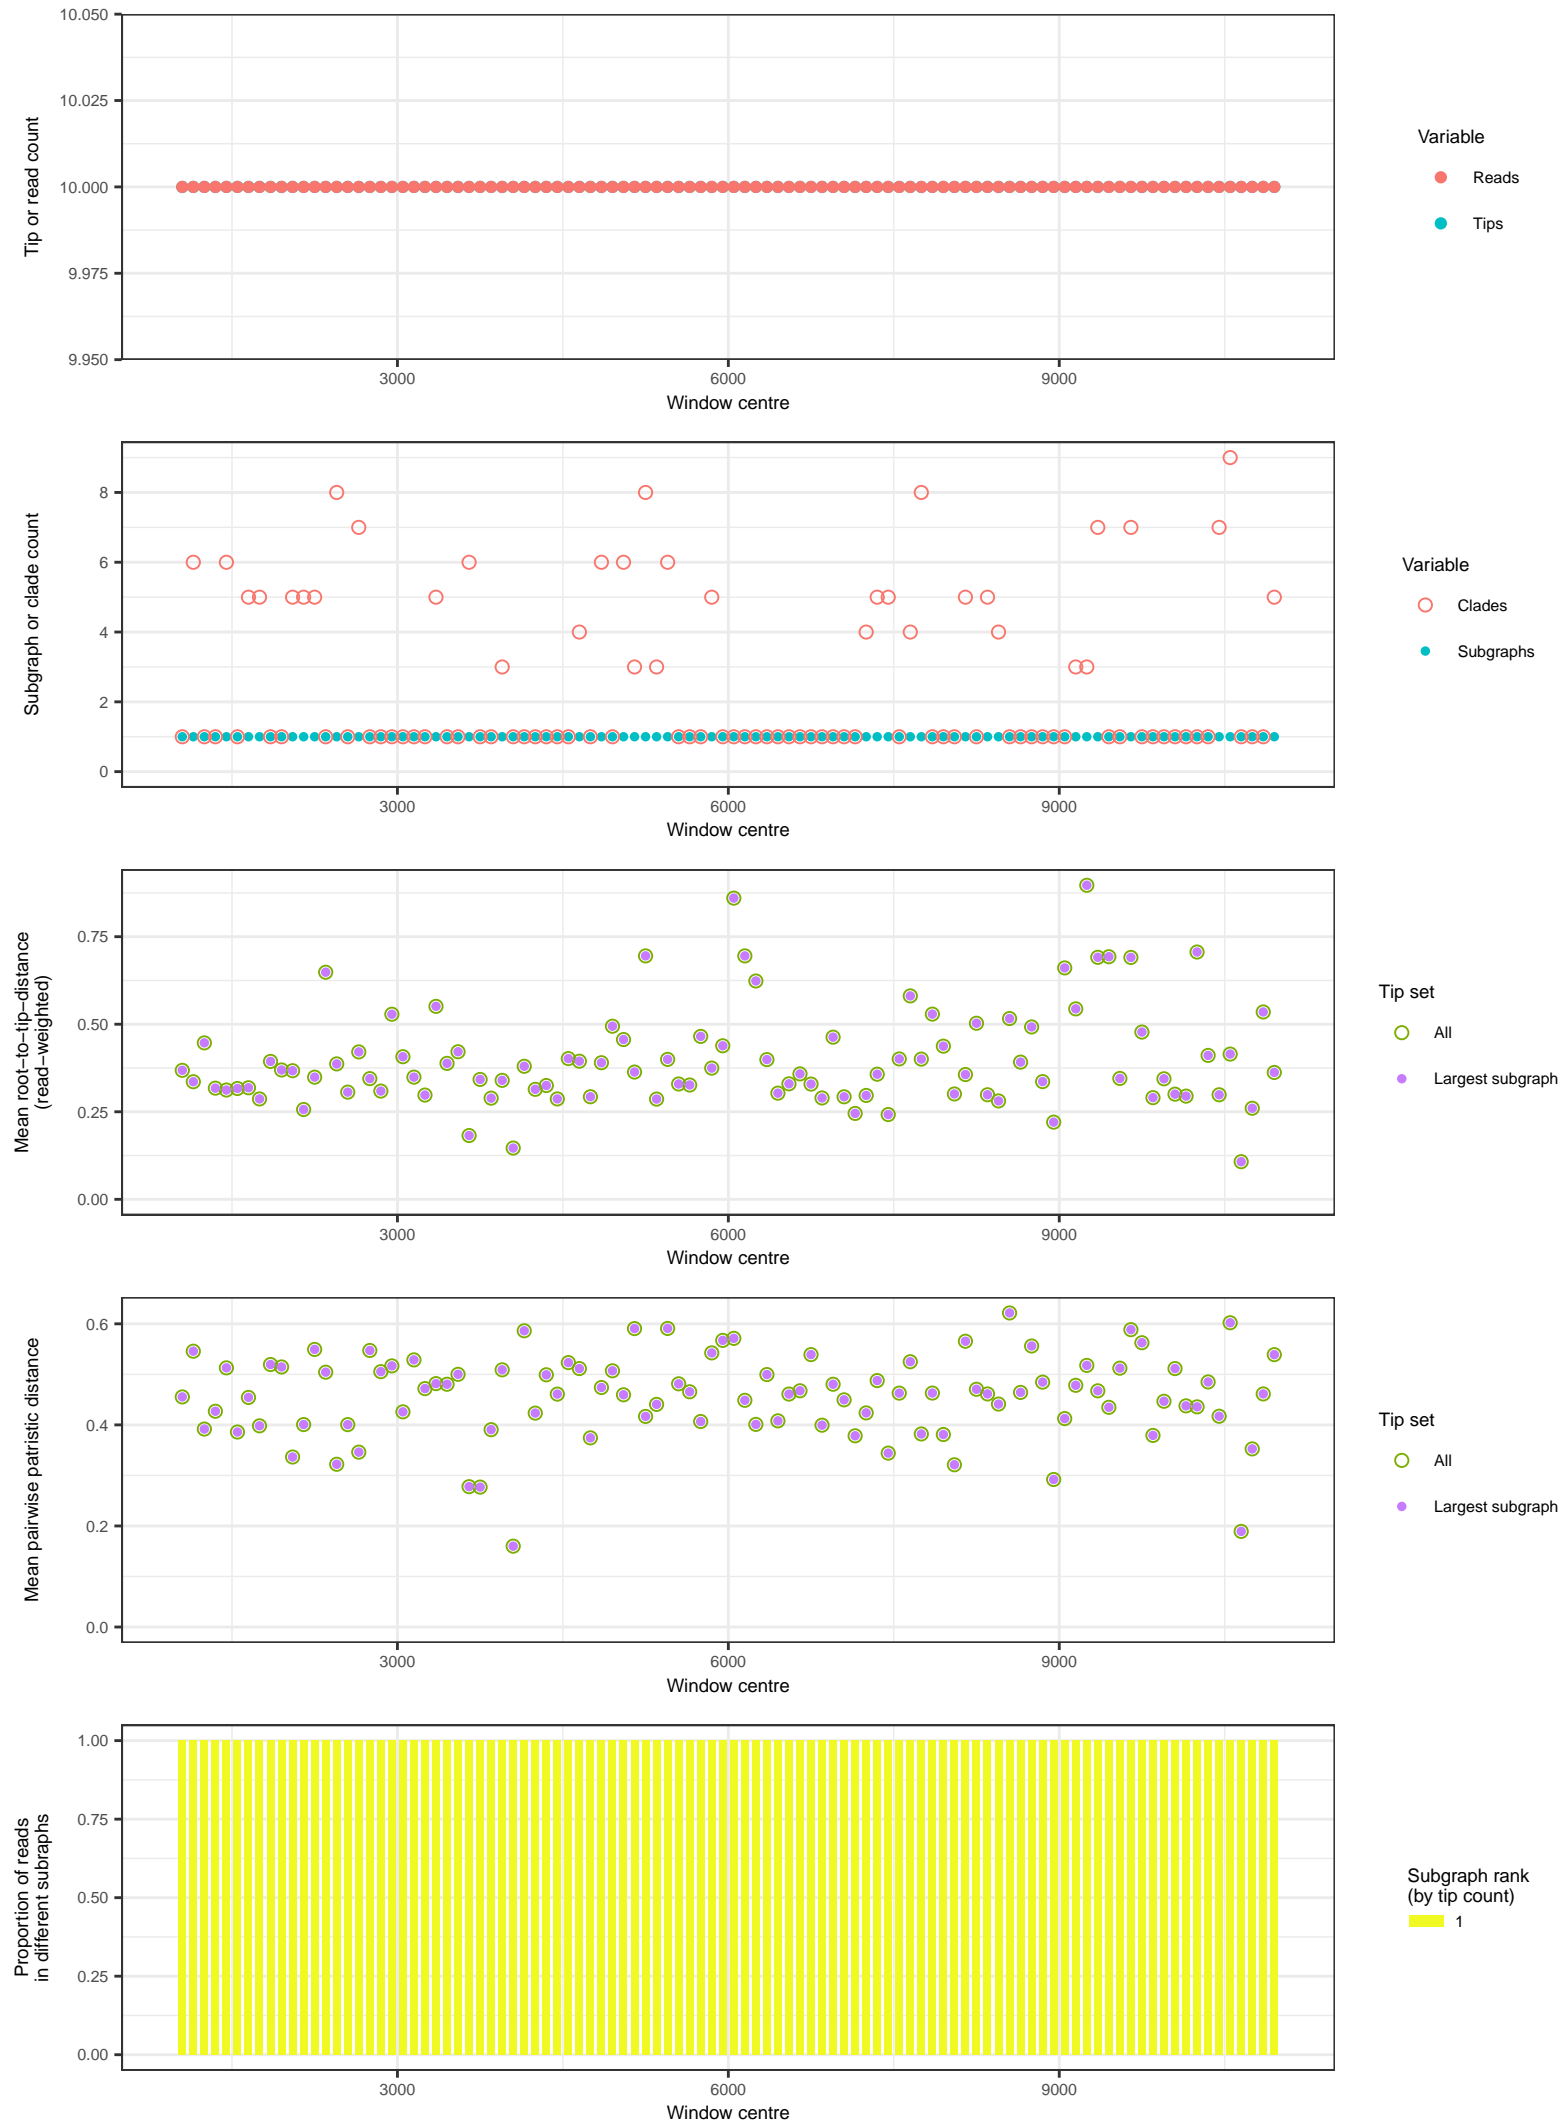 10.050
10.025
10.000
9.975
9.950
Tip or read count
3000
6000
9000
Window centre
Variable
Reads
Tips
8
6
4
2
0
Subgraph or clade count
3000
6000
9000
Window centre
Variable
Clades
Subgraphs
0.75
0.50
0.25
0.00
Mean root−to−tip−distance
(read−weighted)
3000
6000
9000
Window centre
Tip set
All
Largest subgraph
0.6
0.4
0.2
0.0
Mean pairwise patristic distance
3000
6000
9000
Window centre
Tip set
All
Largest subgraph
1.00
0.75
0.50
0.25
0.00
Proportion of reads
in different subraphs
3000
6000
9000
Window centre
Subgraph rank
(by tip count)
1